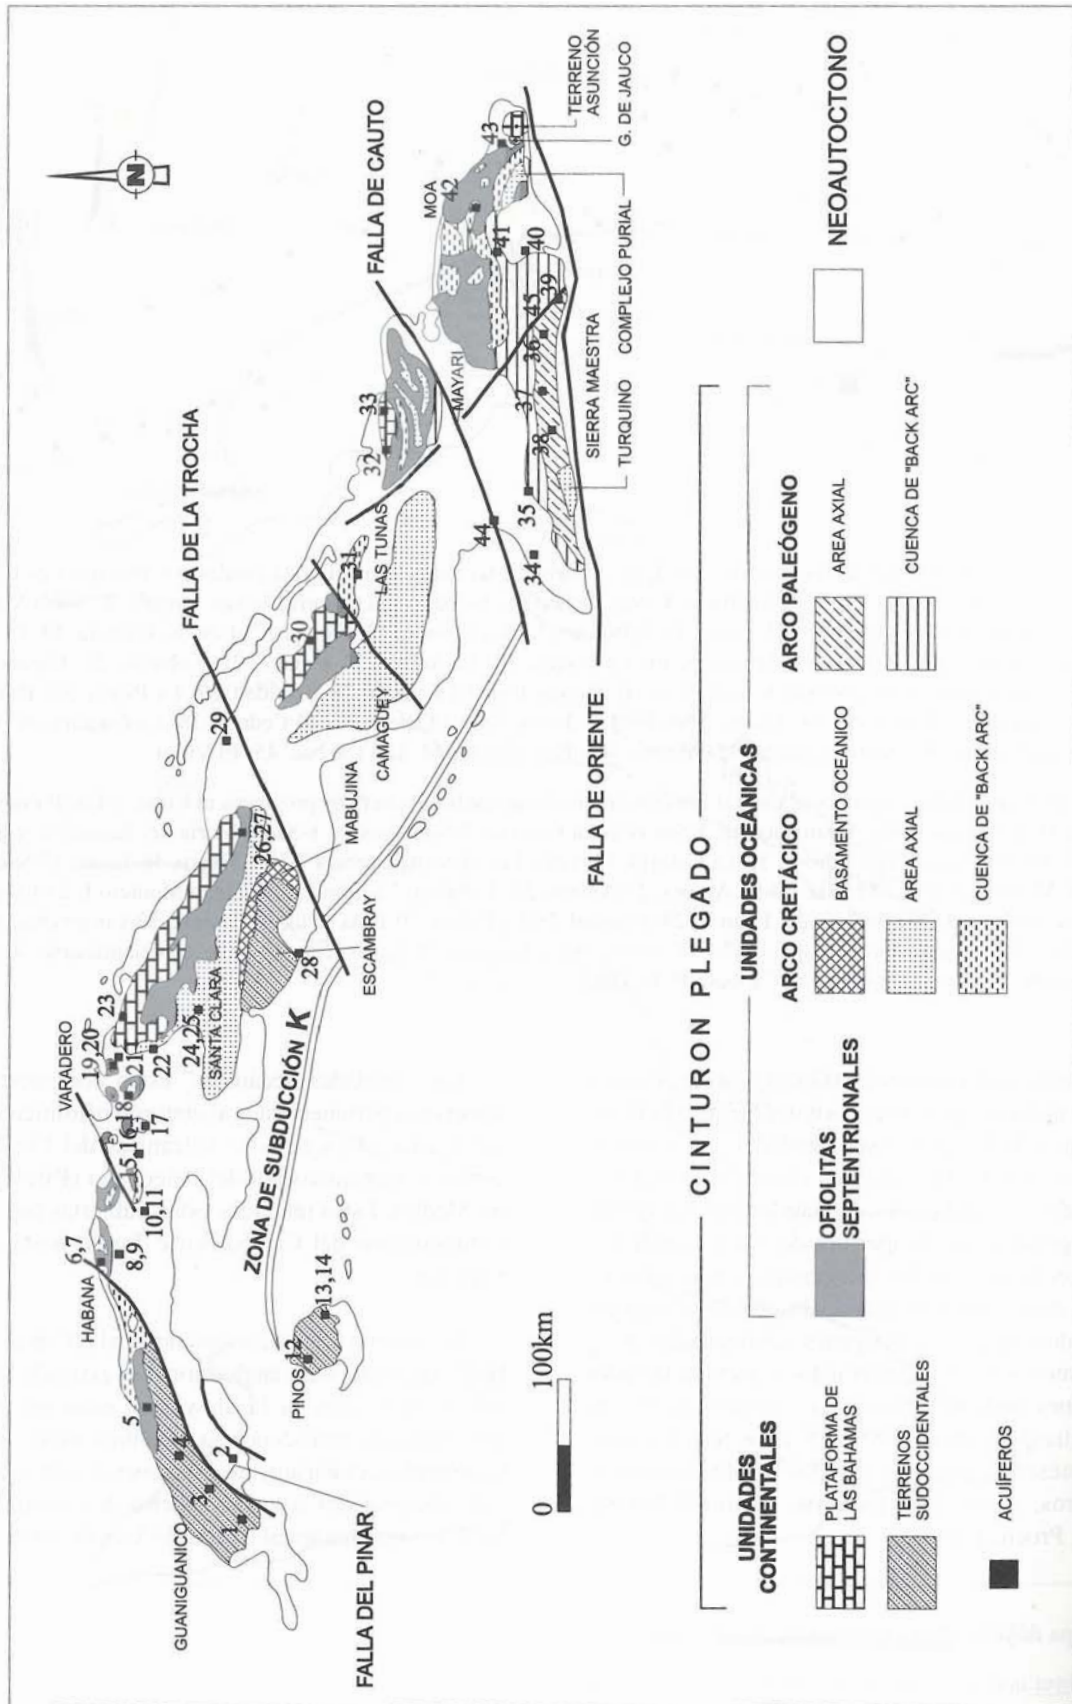 N
GUANIGUANICO
HABANA
VARADERO
PINOS
SANTA CLARA
ESCAMBRAY
MABUJINA
CAMAGUEY
LAS TUNAS
MAYARI
MOA
SIERRA MAESTRA
TURQUINO
COMPLEJO PURIAL
G. DE JAUCO
TERRENO
ASUNCIÓN
FALLA DEL PINAR
FALLA DE LA TROCHA
FALLA DE CAUTO
FALLA DE ORIENTE
ZONA DE SUBDUCCIÓN K
1
2
3
4
5
6,7
8,9
10,11
12
13,14
15
16
17
18
19,20
21
22
23
24,25
26,27
28
29
30
31
32
33
34
35
36
37
38
39
40
41
42
43
44
45
0
100km
CINTURON PLEGADO
UNIDADES
CONTINENTALES
PLATAFORMA DE
LAS BAHAMAS
TERRENOS
SUDOCCIDENTALES
ACUÍFEROS
OFIOLITAS
SEPTENTRIONALES
UNIDADES OCEÁNICAS
ARCO CRETÁCICO
BASAMENTO OCEANICO
AREA AXIAL
CUENCA DE "BACK ARC"
ARCO PALEÓGENO
AREA AXIAL
CUENCA DE "BACK ARC"
NEOAUTOCTONO